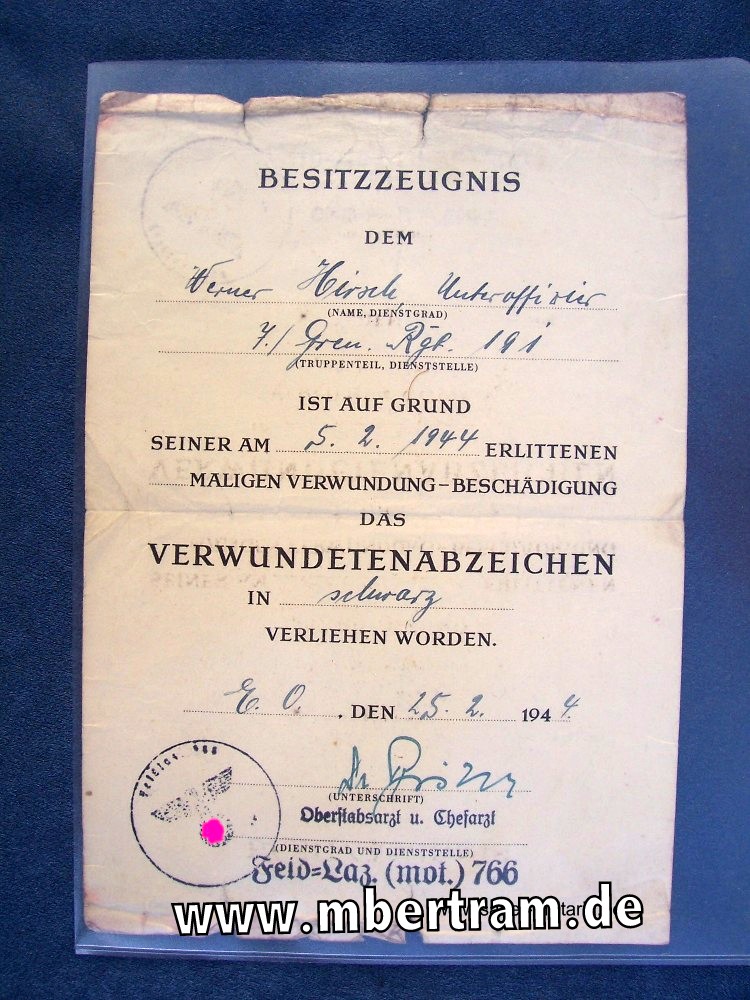 BESITZZEUGNIS
DEM
Werner Hirsch, Unteroffizier
(NAME, DIENSTGRAD)
7./ Gren. Rgt. 191
(TRUPPENTEIL, DIENSTSTELLE)
IST AUF GRUND
SEINER AM 5. 2. 1944 ERLITTENEN
MALIGEN VERWUNDUNG-BESCHÄDIGUNG
DAS
VERWUNDETENABZEICHEN
IN schwarz
VERLIEHEN WORDEN.
E. O., DEN 25. 2. 1944.
Dr
(UNTERSCHRIFT)
Oberstabsarzt u. Chefarzt
(DIENSTGRAD UND DIENSTSTELLE)
Feld=Laz. (mot.) 766
www.mbertram.de